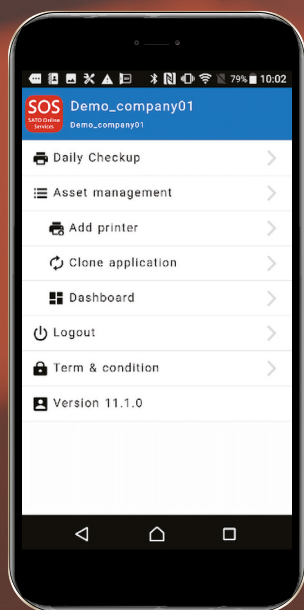 79% 10:02
SOS
SATO Online
Services
Demo_company01
Demo_company01
Daily Checkup
Asset management
Add printer
Clone application
Dashboard
Logout
Term & condition
Version 11.1.0